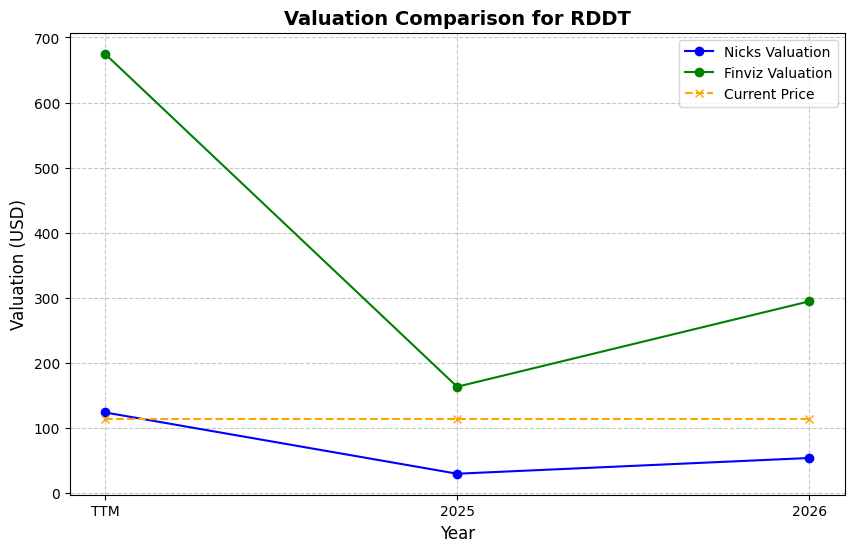 Valuation Comparison for RDDT
Nicks Valuation
Finviz Valuation
Current Price
Valuation (USD)
700
600
500
400
300
200
100
0
TTM
2025
2026
Year